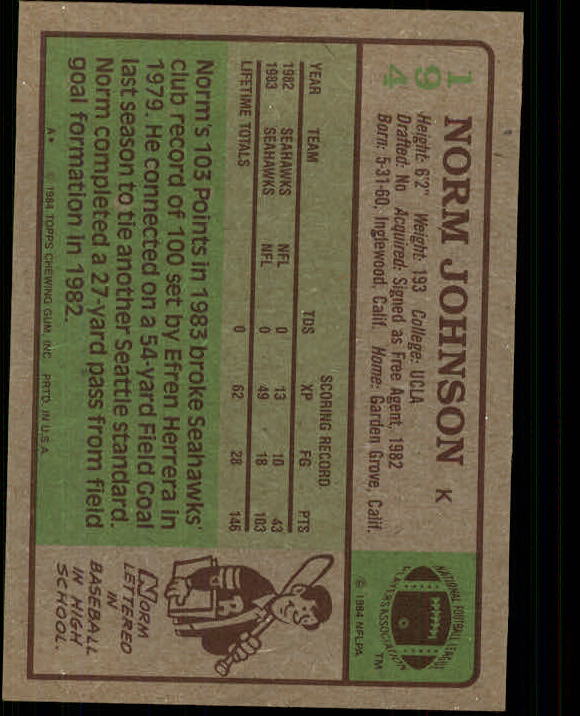 194
NORM JOHNSON K
Height: 6'2" Weight: 193 College: UCLA
Drafted: No Acquired: Signed as Free Agent, 1982
Born: 5-31-60, Inglewood, Calif. Home: Garden Grove, Calif.
NATIONAL FOOTBALL LEAGUE
PLAYERS
PLAYERS ASSOCIATION
TM
© 1984 NFLPA
SCORING RECORD
YEAR TEAM TDS XP FG PTS
1982 SEAHAWKS NFL 0 13 10 43
1983 SEAHAWKS NFL 0 49 18 103
LIFETIME TOTALS 0 62 28 146
Norm's 103 Points in 1983 broke Seahawks'
club record of 100 set by Efren Herrera in
1979. He connected on a 54-yard Field Goal
last season to tie another Seattle standard.
Norm completed a 27-yard pass from field
goal formation in 1982.
B
NORM
LETTERED
IN
BASEBALL
IN HIGH
SCHOOL.
A* © 1984 TOPPS CHEWING GUM, INC. PRTD. IN U.S.A.